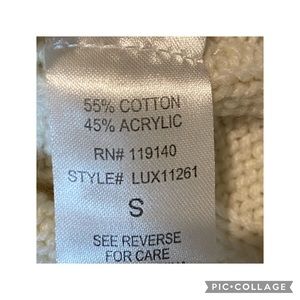 55% COTTON
45% ACRYLIC
RN# 119140
STYLE# LUX11261
S
SEE REVERSE
FOR CARE
PIC•COLLAGE